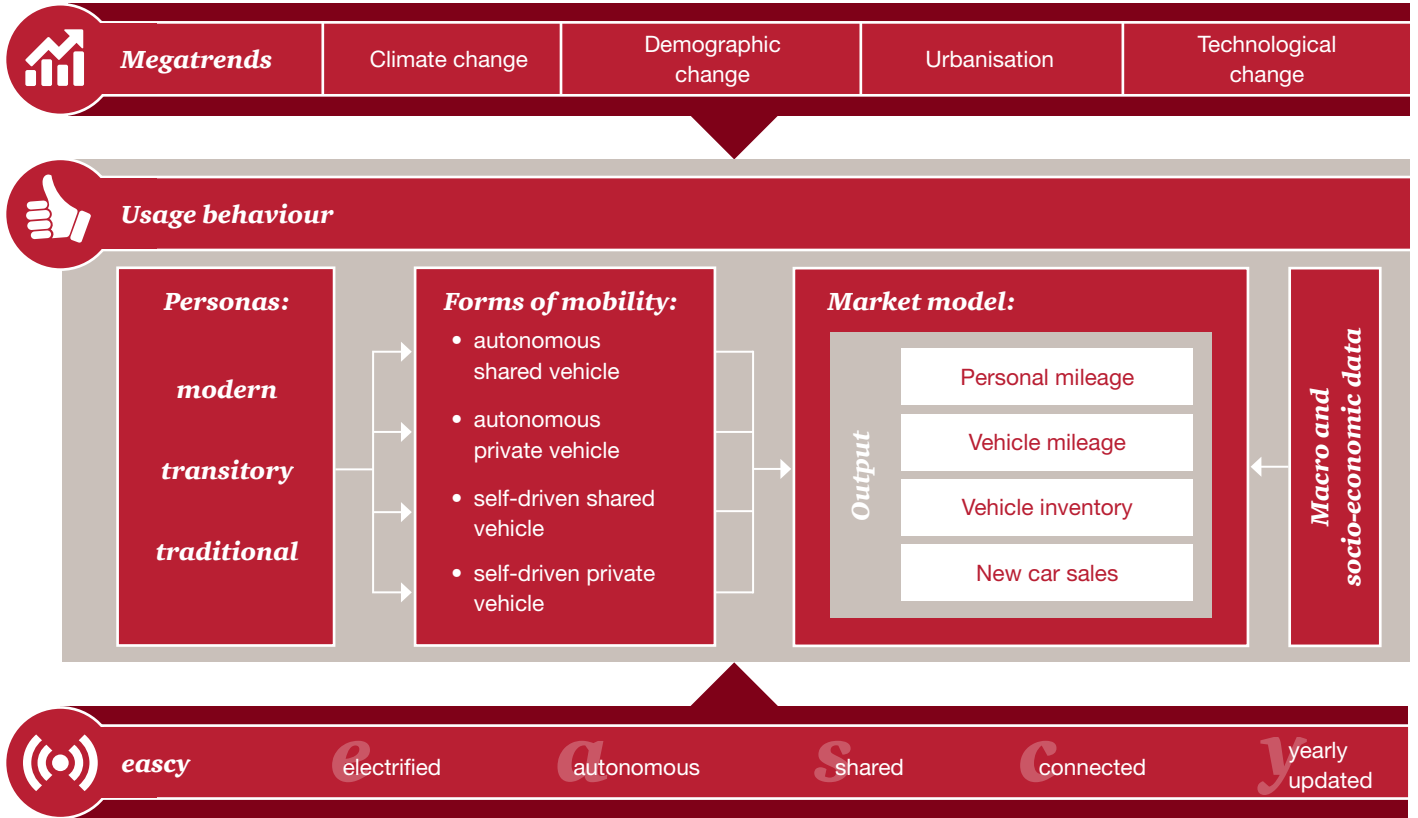 Megatrends
Climate change
Demographic
change
Urbanisation
Technological
change
Usage behaviour
Personas:
modern
transitory
traditional
Forms of mobility:
• autonomous
shared vehicle
• autonomous
private vehicle
• self-driven shared
vehicle
• self-driven private
vehicle
Market model:
Output
Personal mileage
Vehicle mileage
Vehicle inventory
New car sales
Macro and
socio-economic data
eascy
e
electrified
a
autonomous
s
shared
c
connected
y
yearly
updated